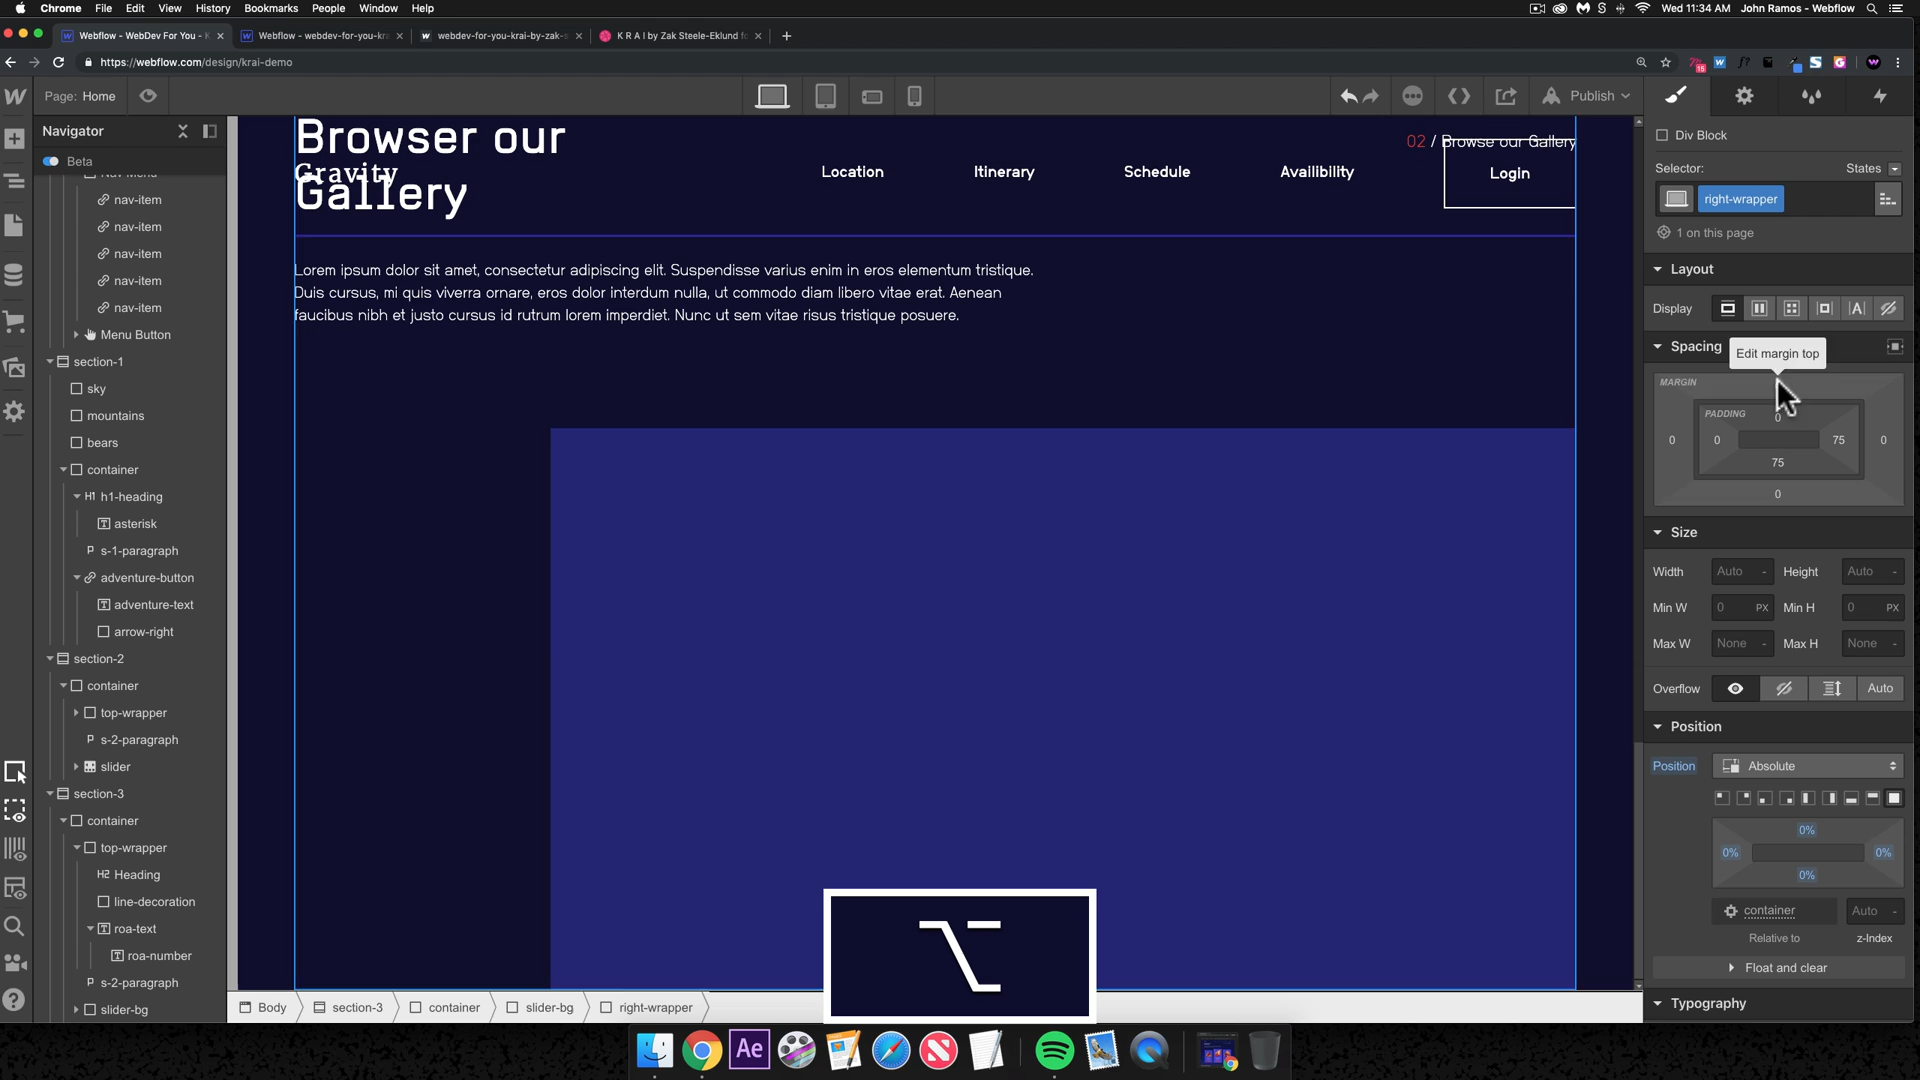 Chrome File Edit View History Bookmarks People Window Help
Wed 11:34 AM John Ramos - Webflow
Webflow - WebDev For You - K
Webflow - webdev-for-you-kra
webdev-for-you-krai-by-zak-s
K R A I by Zak Steele-Eklund fo
https://webflow.com/design/krai-demo
Page: Home
Publish
Navigator
Beta
Nav Menu
nav-item
nav-item
nav-item
nav-item
nav-item
Menu Button
section-1
sky
mountains
bears
container
H1 h1-heading
asterisk
s-1-paragraph
adventure-button
adventure-text
arrow-right
section-2
container
top-wrapper
s-2-paragraph
slider
section-3
container
top-wrapper
H2 Heading
line-decoration
roa-text
roa-number
s-2-paragraph
slider-bg
Browser our
Gallery
Gravity
Location
Itinerary
Schedule
Availibility
Login
02 / Browse our Gallery
Lorem ipsum dolor sit amet, consectetur adipiscing elit. Suspendisse varius enim in eros elementum tristique.
Duis cursus, mi quis viverra ornare, eros dolor interdum nulla, ut commodo diam libero vitae erat. Aenean
faucibus nibh et justo cursus id rutrum lorem imperdiet. Nunc ut sem vitae risus tristique posuere.
⌥
Body section-3 container slider-bg right-wrapper
Div Block
Selector: States
right-wrapper
1 on this page
Layout
Display
Spacing
Edit margin top
MARGIN
PADDING
0
0 0 75 0
75
0
Size
Width Auto - Height Auto -
Min W 0 PX Min H 0 PX
Max W None - Max H None -
Overflow Auto
Position
Position Absolute
0%
0% 0%
0%
container Auto -
Relative to z-Index
Float and clear
Typography
Ae